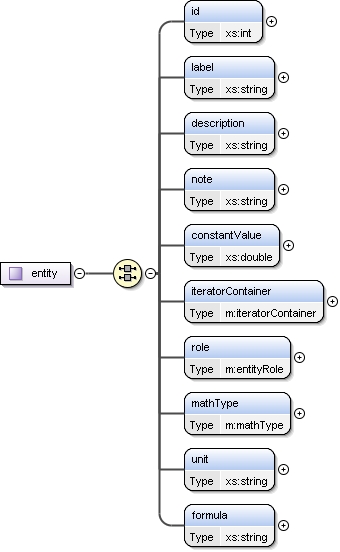 id
Type xs:int
label
Type xs:string
description
Type xs:string
note
Type xs:string
constantValue
Type xs:double
entity
iteratorContainer
Type m:iteratorContainer
role
Type m:entityRole
mathType
Type m:mathType
unit
Type xs:string
formula
Type xs:string